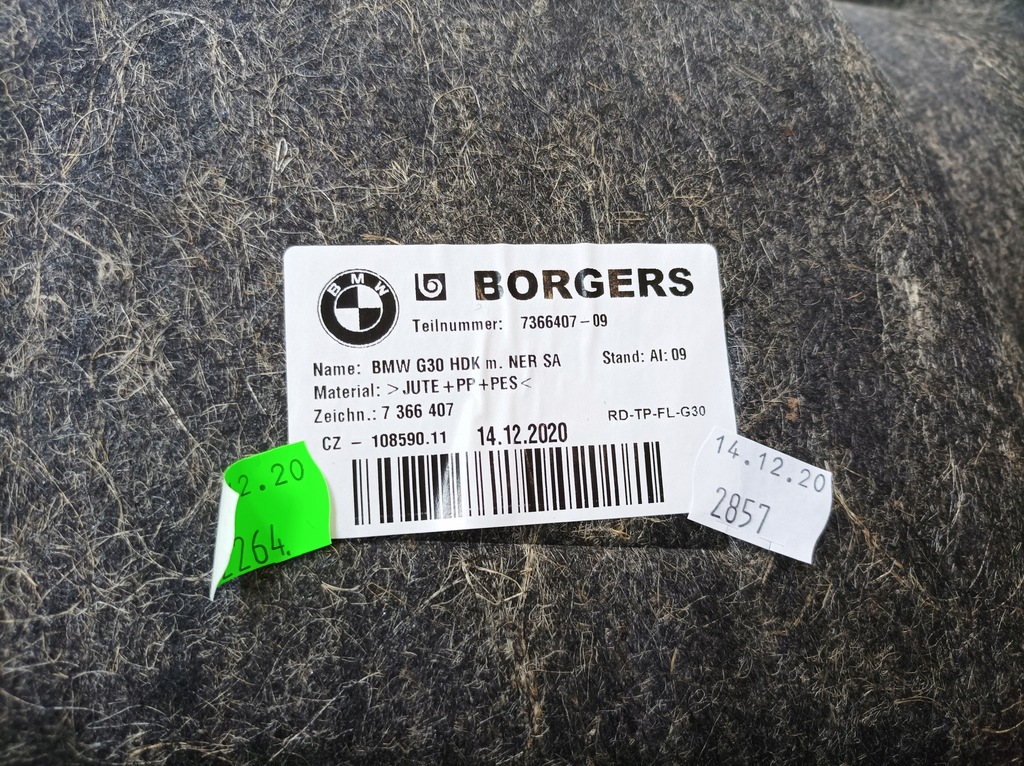 BMW
BORGERS
Teilnummer: 7366407-09
Name: BMW G30 HDK m. NER SA Stand: AI: 09
Material: >JUTE+PP+PES<
Zeichn.: 7 366 407 RD-TP-FL-G30
CZ - 108590.11 14.12.2020
2.20
264.
14.12.20
2857